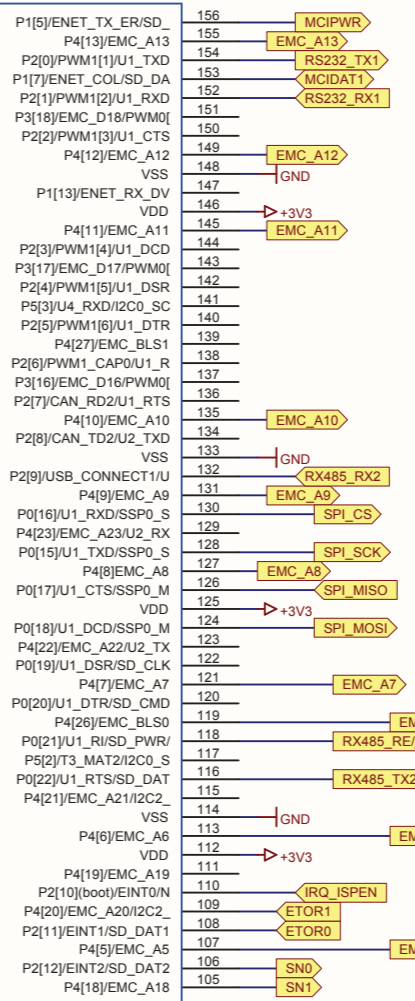 P1[5]/ENET_TX_ER/SD_ 156 MCIPWR
P4[13]/EMC_A13 155 EMC_A13
P2[0]/PWM1[1]/U1_TXD 154 RS232_TX1
P1[7]/ENET_COL/SD_DA 153 MCIDAT1
P2[1]/PWM1[2]/U1_RXD 152 RS232_RX1
P3[18]/EMC_D18/PWM0[ 151
P2[2]/PWM1[3]/U1_CTS 150
P4[12]/EMC_A12 149 EMC_A12
VSS 148 GND
P1[13]/ENET_RX_DV 147
VDD 146 +3V3
P4[11]/EMC_A11 145 EMC_A11
P2[3]/PWM1[4]/U1_DCD 144
P3[17]/EMC_D17/PWM0[ 143
P2[4]/PWM1[5]/U1_DSR 142
P5[3]/U4_RXD/I2C0_SC 141
P2[5]/PWM1[6]/U1_DTR 140
P4[27]/EMC_BLS1 139
P2[6]/PWM1_CAP0/U1_R 138
P3[16]/EMC_D16/PWM0[ 137
P2[7]/CAN_RD2/U1_RTS 136
P4[10]/EMC_A10 135 EMC_A10
P2[8]/CAN_TD2/U2_TXD 134
VSS 133 GND
P2[9]/USB_CONNECT1/U 132 RX485_RX2
P4[9]/EMC_A9 131 EMC_A9
P0[16]/U1_RXD/SSP0_S 130 SPI_CS
P4[23]/EMC_A23/U2_RX 129
P0[15]/U1_TXD/SSP0_S 128 SPI_SCK
P4[8]EMC_A8 127 EMC_A8
P0[17]/U1_CTS/SSP0_M 126 SPI_MISO
VDD 125 +3V3
P0[18]/U1_DCD/SSP0_M 124 SPI_MOSI
P4[22]/EMC_A22/U2_TX 123
P0[19]/U1_DSR/SD_CLK 122
P4[7]/EMC_A7 121 EMC_A7
P0[20]/U1_DTR/SD_CMD 120
P4[26]/EMC_BLS0 119 EM
P0[21]/U1_RI/SD_PWR/ 118 RX485_RE/
P5[2]/T3_MAT2/I2C0_S 117
P0[22]/U1_RTS/SD_DAT 116 RX485_TX2
P4[21]/EMC_A21/I2C2_ 115
VSS 114 GND
P4[6]/EMC_A6 113 EM
VDD 112 +3V3
P4[19]/EMC_A19 111
P2[10](boot)/EINT0/N 110 IRQ_ISPEN
P4[20]/EMC_A20/I2C2_ 109 ETOR1
P2[11]/EINT1/SD_DAT1 108 ETOR0
P4[5]/EMC_A5 107 EM
P2[12]/EINT2/SD_DAT2 106 SN0
P4[18]/EMC_A18 105 SN1